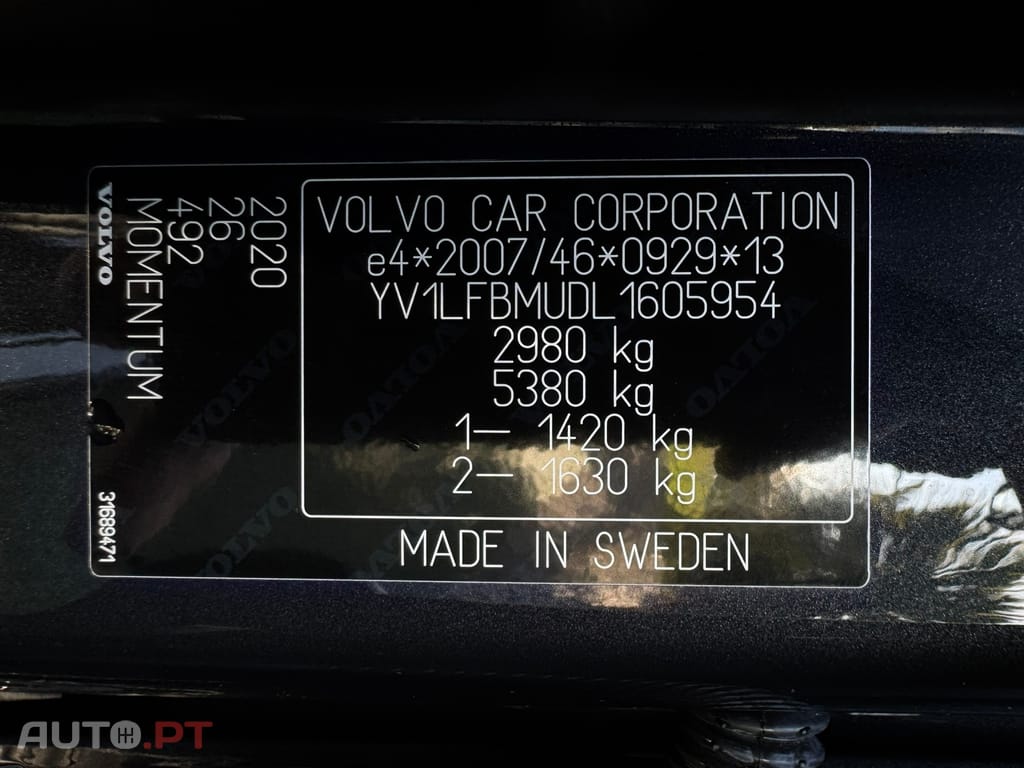 VOLVO
MOMENTUM
492
26
2020
31689471
VOLVO CAR CORPORATION
e4*2007/46*0929*13
YV1LFBMUDL1605954
2980 kg
5380 kg
1— 1420 kg
2— 1630 kg
MADE IN SWEDEN
AUTO.PT